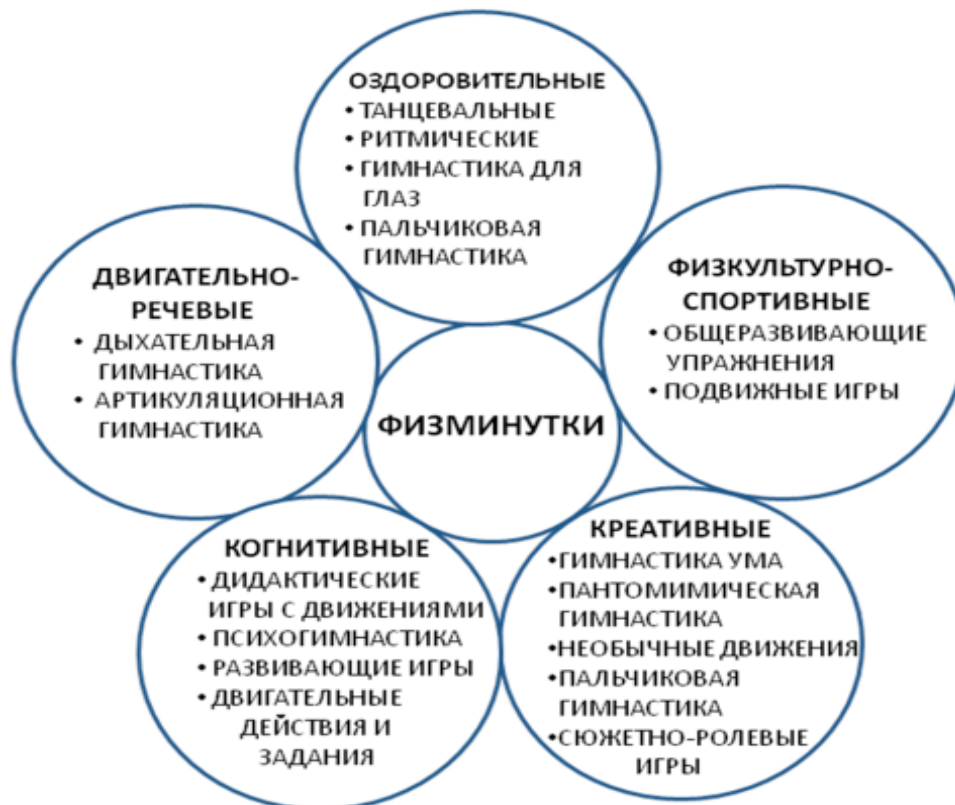 ОЗДОРОВИТЕЛЬНЫЕ
• ТАНЦЕВАЛЬНЫЕ
• РИТМИЧЕСКИЕ
• ГИМНАСТИКА ДЛЯ
ГЛАЗ
• ПАЛЬЧИКОВАЯ
ГИМНАСТИКА
ДВИГАТЕЛЬНО-
РЕЧЕВЫЕ
• ДЫХАТЕЛЬНАЯ
ГИМНАСТИКА
• АРТИКУЛЯЦИОННАЯ
ГИМНАСТИКА
ФИЗКУЛЬТУРНО-
СПОРТИВНЫЕ
• ОБЩЕРАЗВИВАЮЩИЕ
УПРАЖНЕНИЯ
• ПОДВИЖНЫЕ ИГРЫ
ФИЗМИНУТКИ
КОГНИТИВНЫЕ
• ДИДАКТИЧЕСКИЕ
ИГРЫ С ДВИЖЕНИЯМИ
• ПСИХОГИМНАСТИКА
• РАЗВИВАЮЩИЕ ИГРЫ
• ДВИГАТЕЛЬНЫЕ
ДЕЙСТВИЯ И
ЗАДАНИЯ
КРЕАТИВНЫЕ
• ГИМНАСТИКА УМА
• ПАНТОМИМИЧЕСКАЯ
ГИМНАСТИКА
• НЕОБЫЧНЫЕ ДВИЖЕНИЯ
• ПАЛЬЧИКОВАЯ
ГИМНАСТИКА
• СЮЖЕТНО-РОЛЕВЫЕ
ИГРЫ